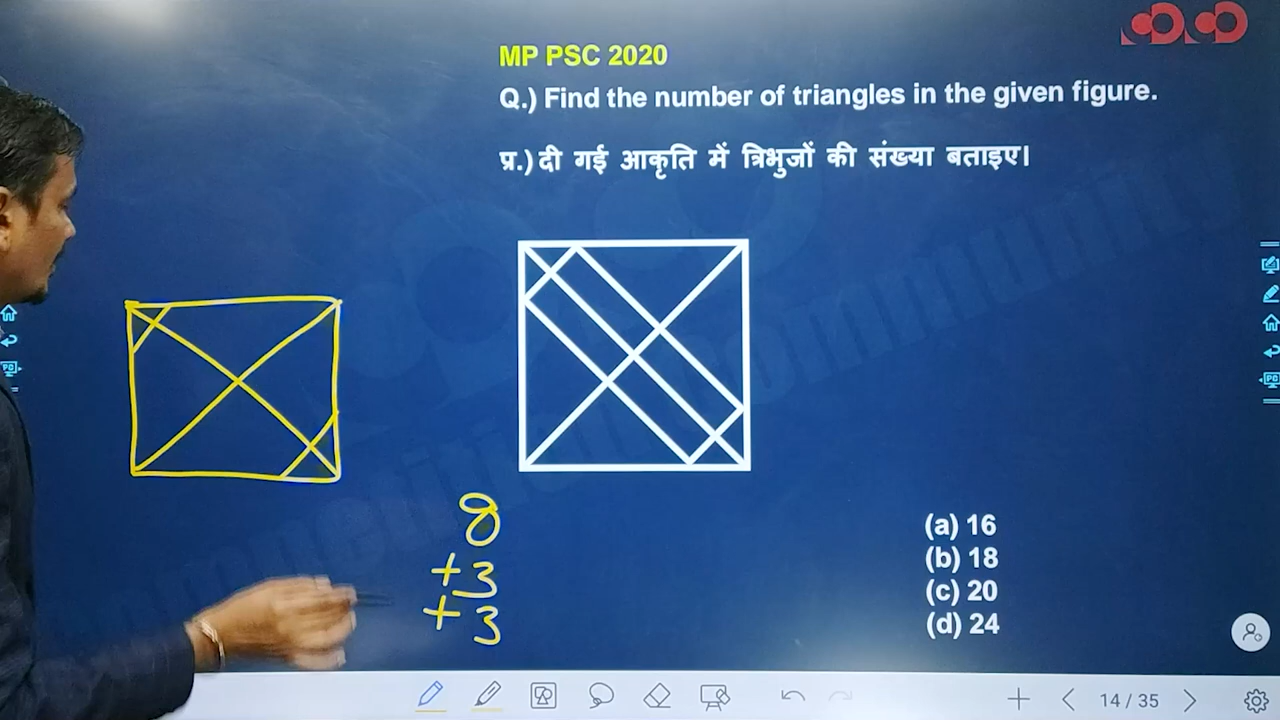 MP PSC 2020
Q.) Find the number of triangles in the given figure.
प्र.) दी गई आकृति में त्रिभुजों की संख्या बताइए।
8
+3
+3
(a) 16
(b) 18
(c) 20
(d) 24
14 / 35